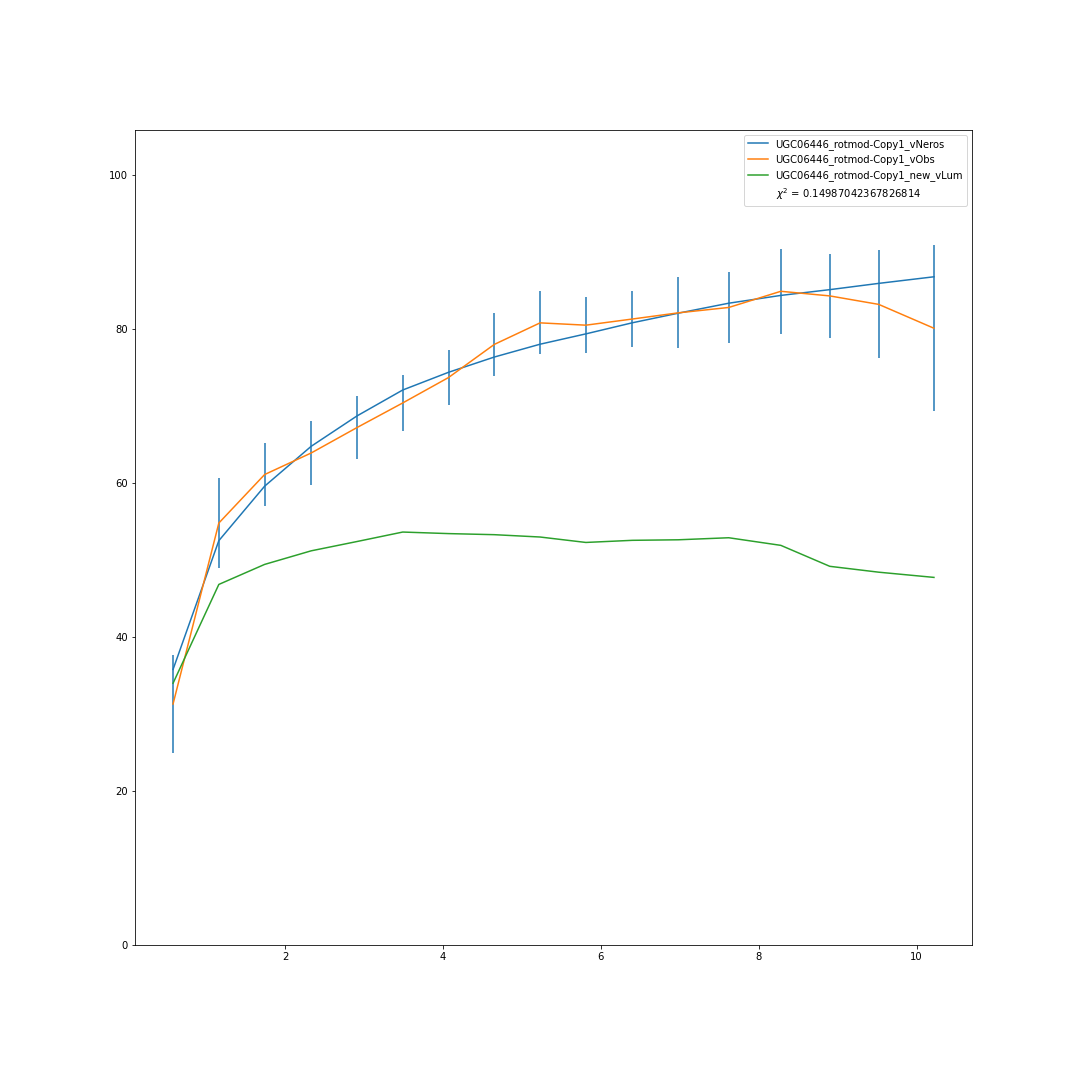 UGC06446_rotmod-Copy1_vNeros
UGC06446_rotmod-Copy1_vObs
UGC06446_rotmod-Copy1_new_vLum
χ² = 0.14987042367826814
100
80
60
40
20
0
2 4 6 8 10